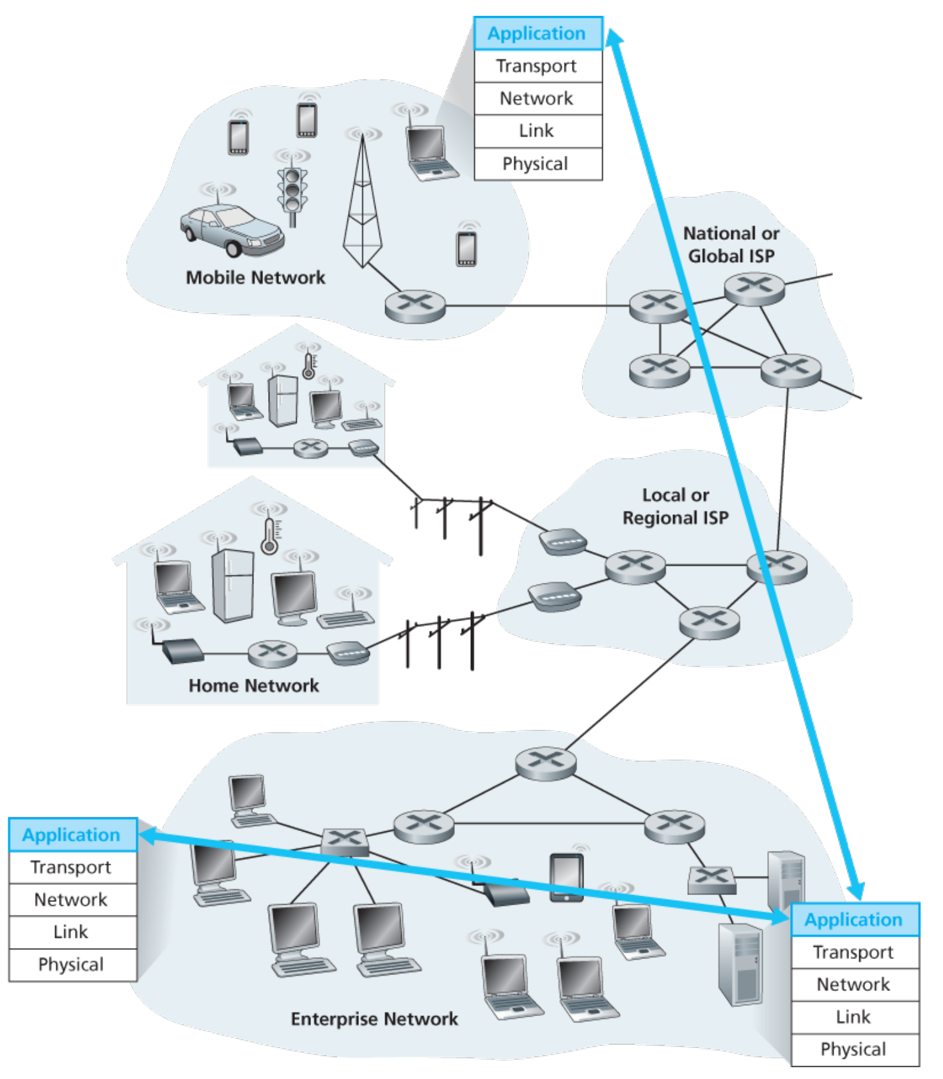 Application
Transport
Network
Link
Physical
National or
Global ISP
Mobile Network
Local or
Regional ISP
Home Network
Application
Transport
Network
Link
Physical
Application
Transport
Network
Link
Physical
Enterprise Network